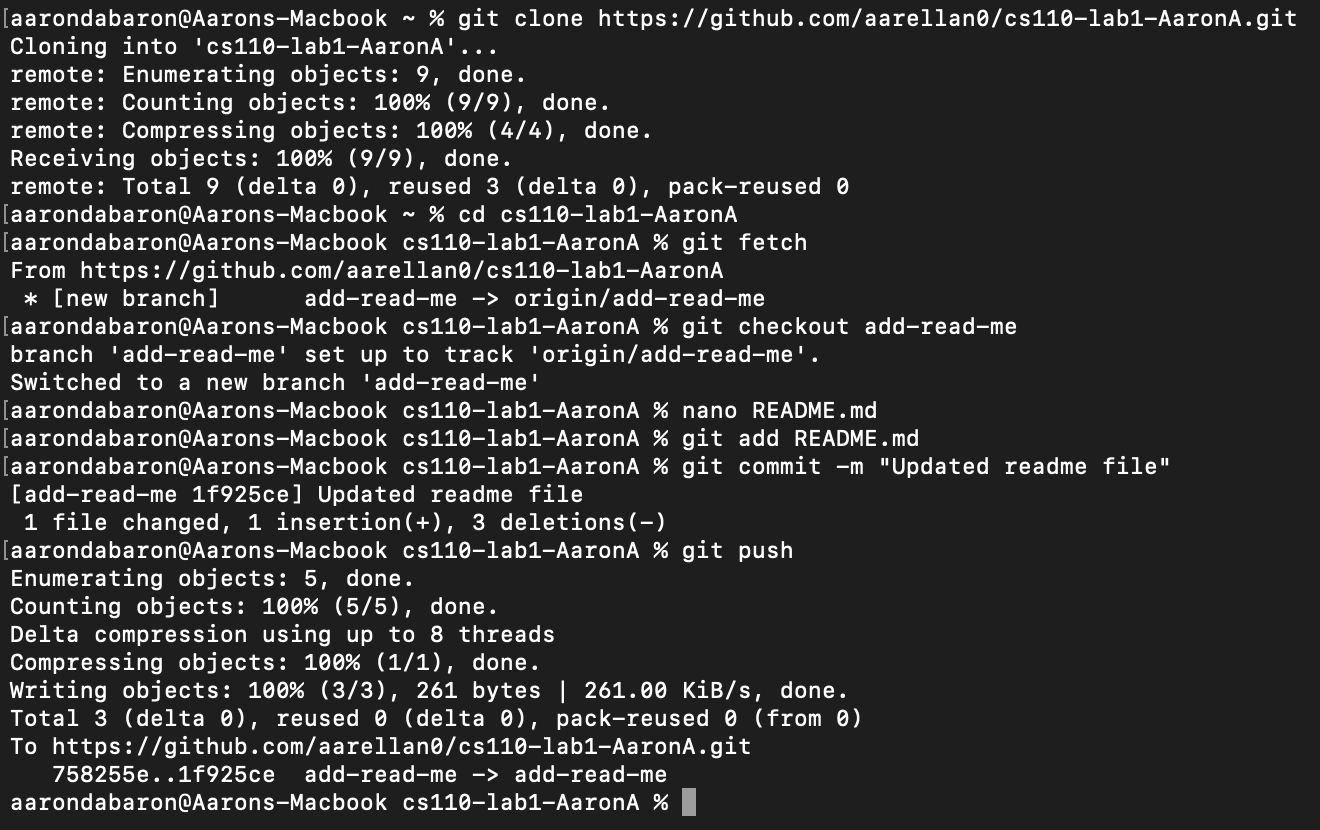 [aarondabaron@Aarons-Macbook ~ % git clone https://github.com/aarellan0/cs110-lab1-AaronA.git
Cloning into 'cs110-lab1-AaronA'...
remote: Enumerating objects: 9, done.
remote: Counting objects: 100% (9/9), done.
remote: Compressing objects: 100% (4/4), done.
Receiving objects: 100% (9/9), done.
remote: Total 9 (delta 0), reused 3 (delta 0), pack-reused 0
[aarondabaron@Aarons-Macbook ~ % cd cs110-lab1-AaronA
[aarondabaron@Aarons-Macbook cs110-lab1-AaronA % git fetch
From https://github.com/aarellan0/cs110-lab1-AaronA
 * [new branch]      add-read-me -> origin/add-read-me
[aarondabaron@Aarons-Macbook cs110-lab1-AaronA % git checkout add-read-me
branch 'add-read-me' set up to track 'origin/add-read-me'.
Switched to a new branch 'add-read-me'
[aarondabaron@Aarons-Macbook cs110-lab1-AaronA % nano README.md
[aarondabaron@Aarons-Macbook cs110-lab1-AaronA % git add README.md
[aarondabaron@Aarons-Macbook cs110-lab1-AaronA % git commit -m "Updated readme file"
[add-read-me 1f925ce] Updated readme file
 1 file changed, 1 insertion(+), 3 deletions(-)
[aarondabaron@Aarons-Macbook cs110-lab1-AaronA % git push
Enumerating objects: 5, done.
Counting objects: 100% (5/5), done.
Delta compression using up to 8 threads
Compressing objects: 100% (1/1), done.
Writing objects: 100% (3/3), 261 bytes | 261.00 KiB/s, done.
Total 3 (delta 0), reused 0 (delta 0), pack-reused 0 (from 0)
To https://github.com/aarellan0/cs110-lab1-AaronA.git
   758255e..1f925ce  add-read-me -> add-read-me
aarondabaron@Aarons-Macbook cs110-lab1-AaronA %